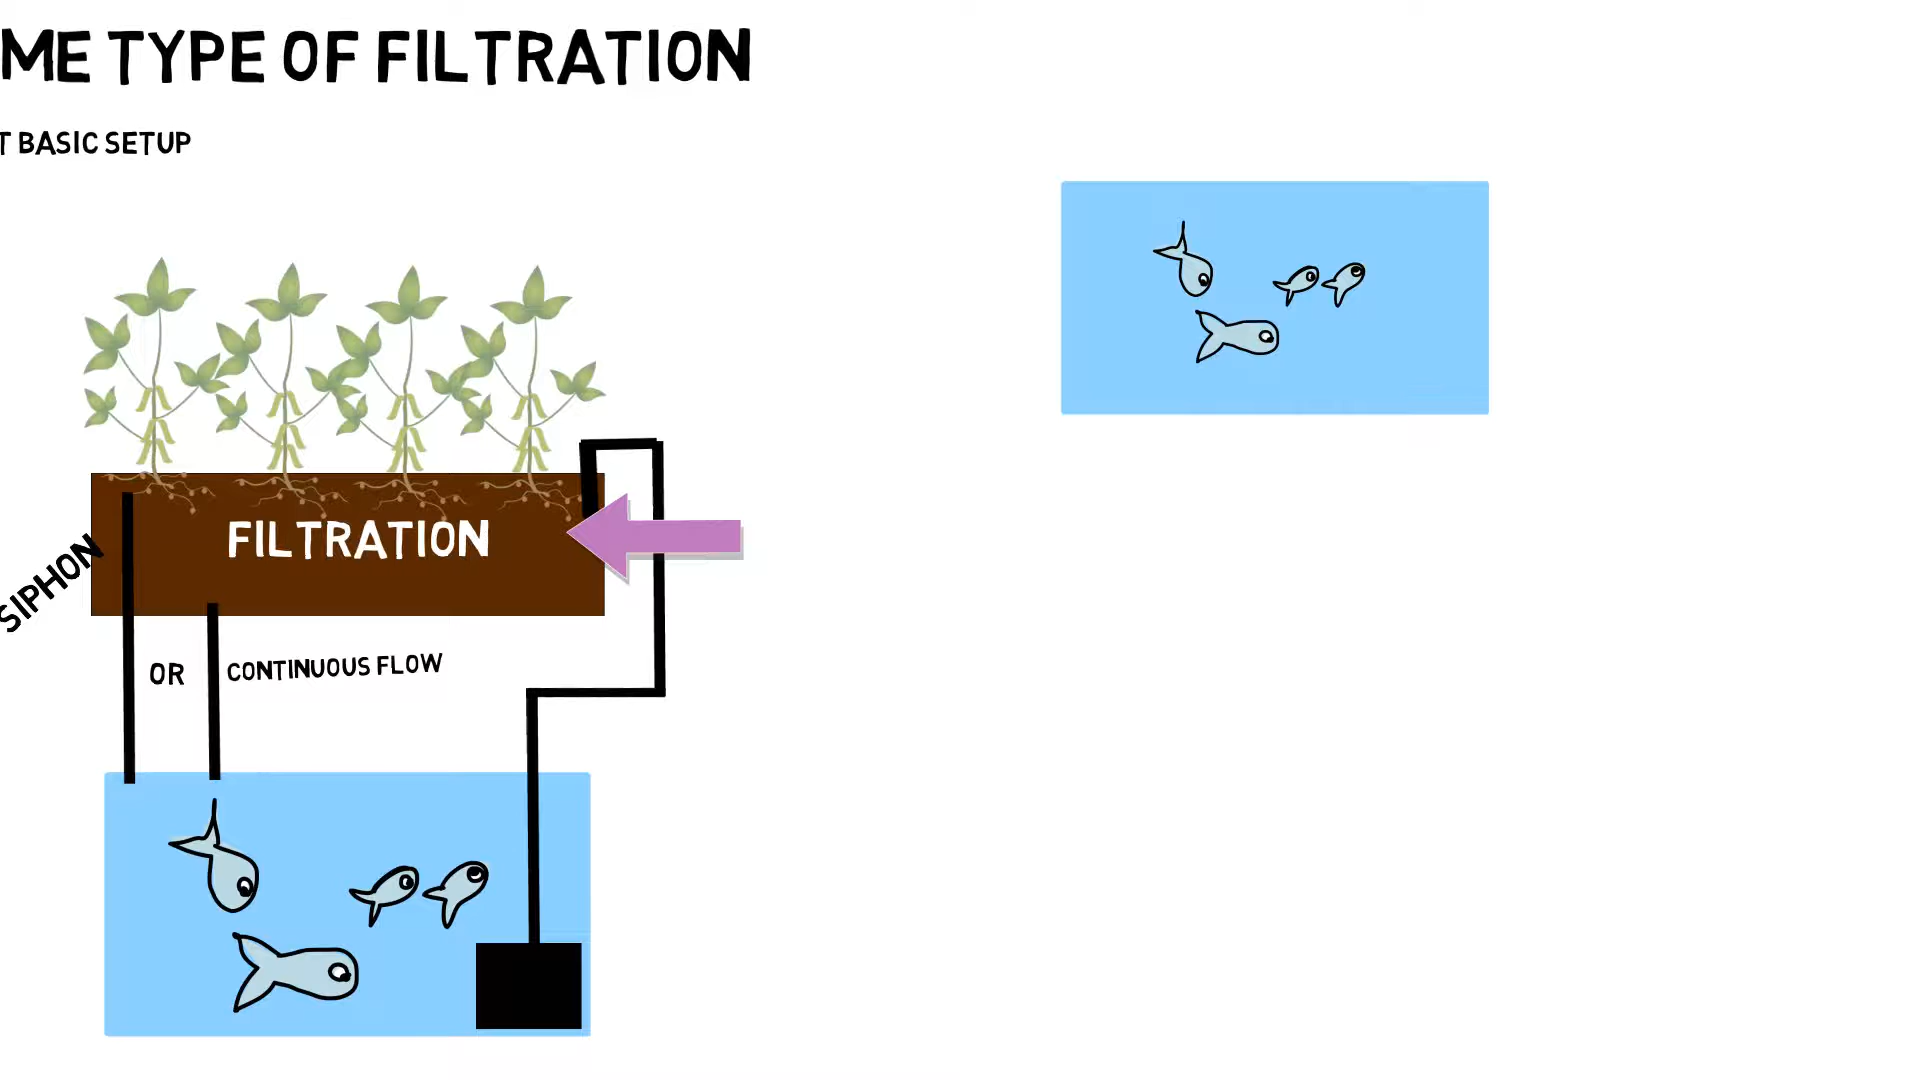 ME TYPE OF FILTRATION
T BASIC SETUP
FILTRATION
SIPHON
OR
CONTINUOUS FLOW